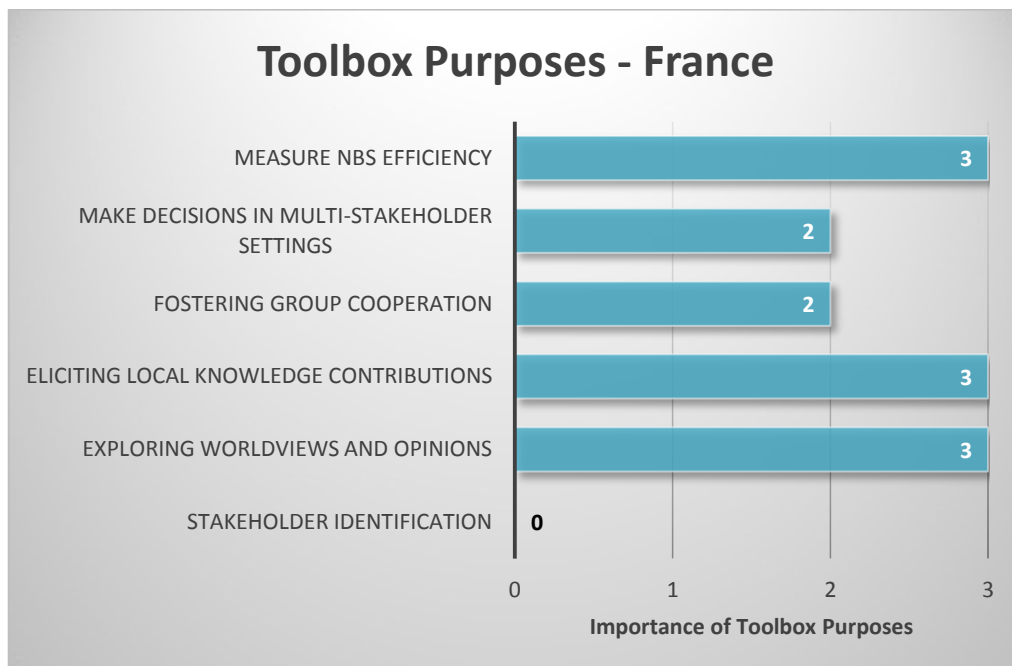 Toolbox Purposes - France
MEASURE NBS EFFICIENCY
3
MAKE DECISIONS IN MULTI-STAKEHOLDER
SETTINGS
2
FOSTERING GROUP COOPERATION
2
ELICITING LOCAL KNOWLEDGE CONTRIBUTIONS
3
EXPLORING WORLDVIEWS AND OPINIONS
3
STAKEHOLDER IDENTIFICATION
0
0 1 2 3
Importance of Toolbox Purposes